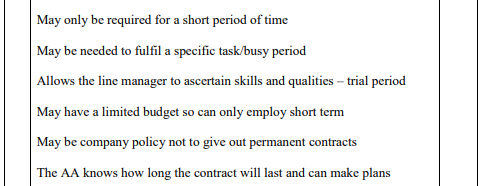 May only be required for a short period of time
May be needed to fulfil a specific task/busy period
Allows the line manager to ascertain skills and qualities – trial period
May have a limited budget so can only employ short term
May be company policy not to give out permanent contracts
The AA knows how long the contract will last and can make plans